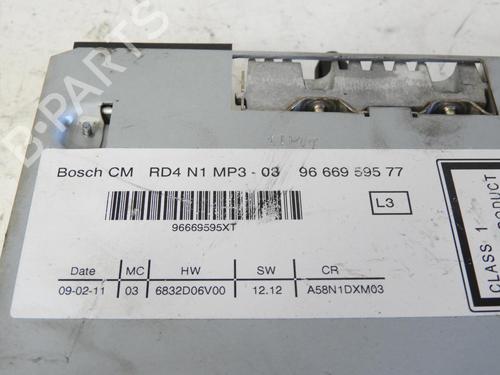 Bosch CM RD4 N1 MP3 - 03 96 669 595 77
96669595XT
L3
Date MC HW SW CR
09-02-11 03 6832D06V00 12.12 A58N1DXM03
CLASS 1
PRODUCT
B-PARTS